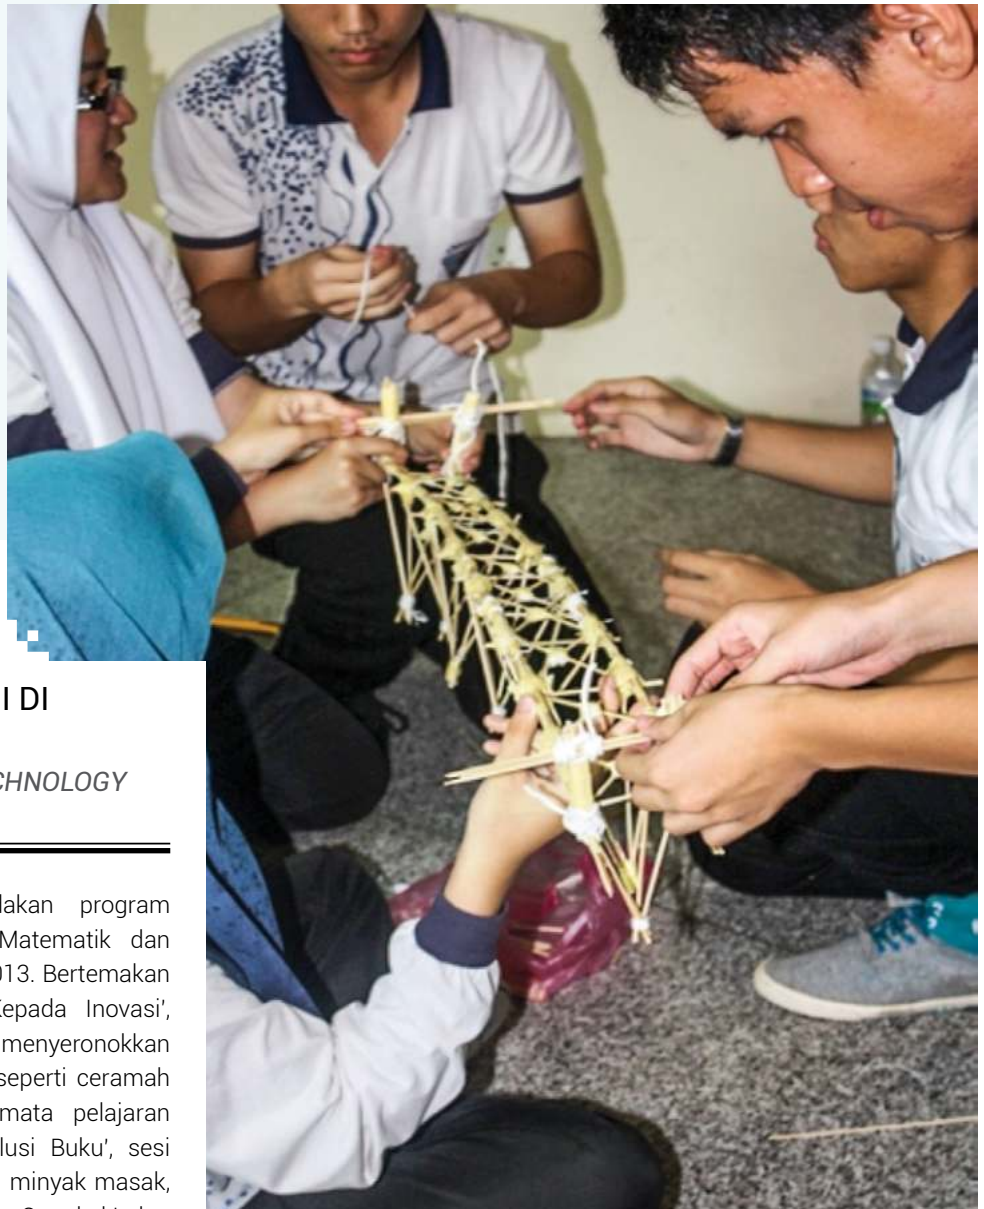 I DI
CHNOLOGY
lakan program
Matematik dan
013. Bertemakan
Kepada Inovasi’,
menyeronokkan
seperti ceramah
mata pelajaran
lusi Buku’, sesi
minyak masak,